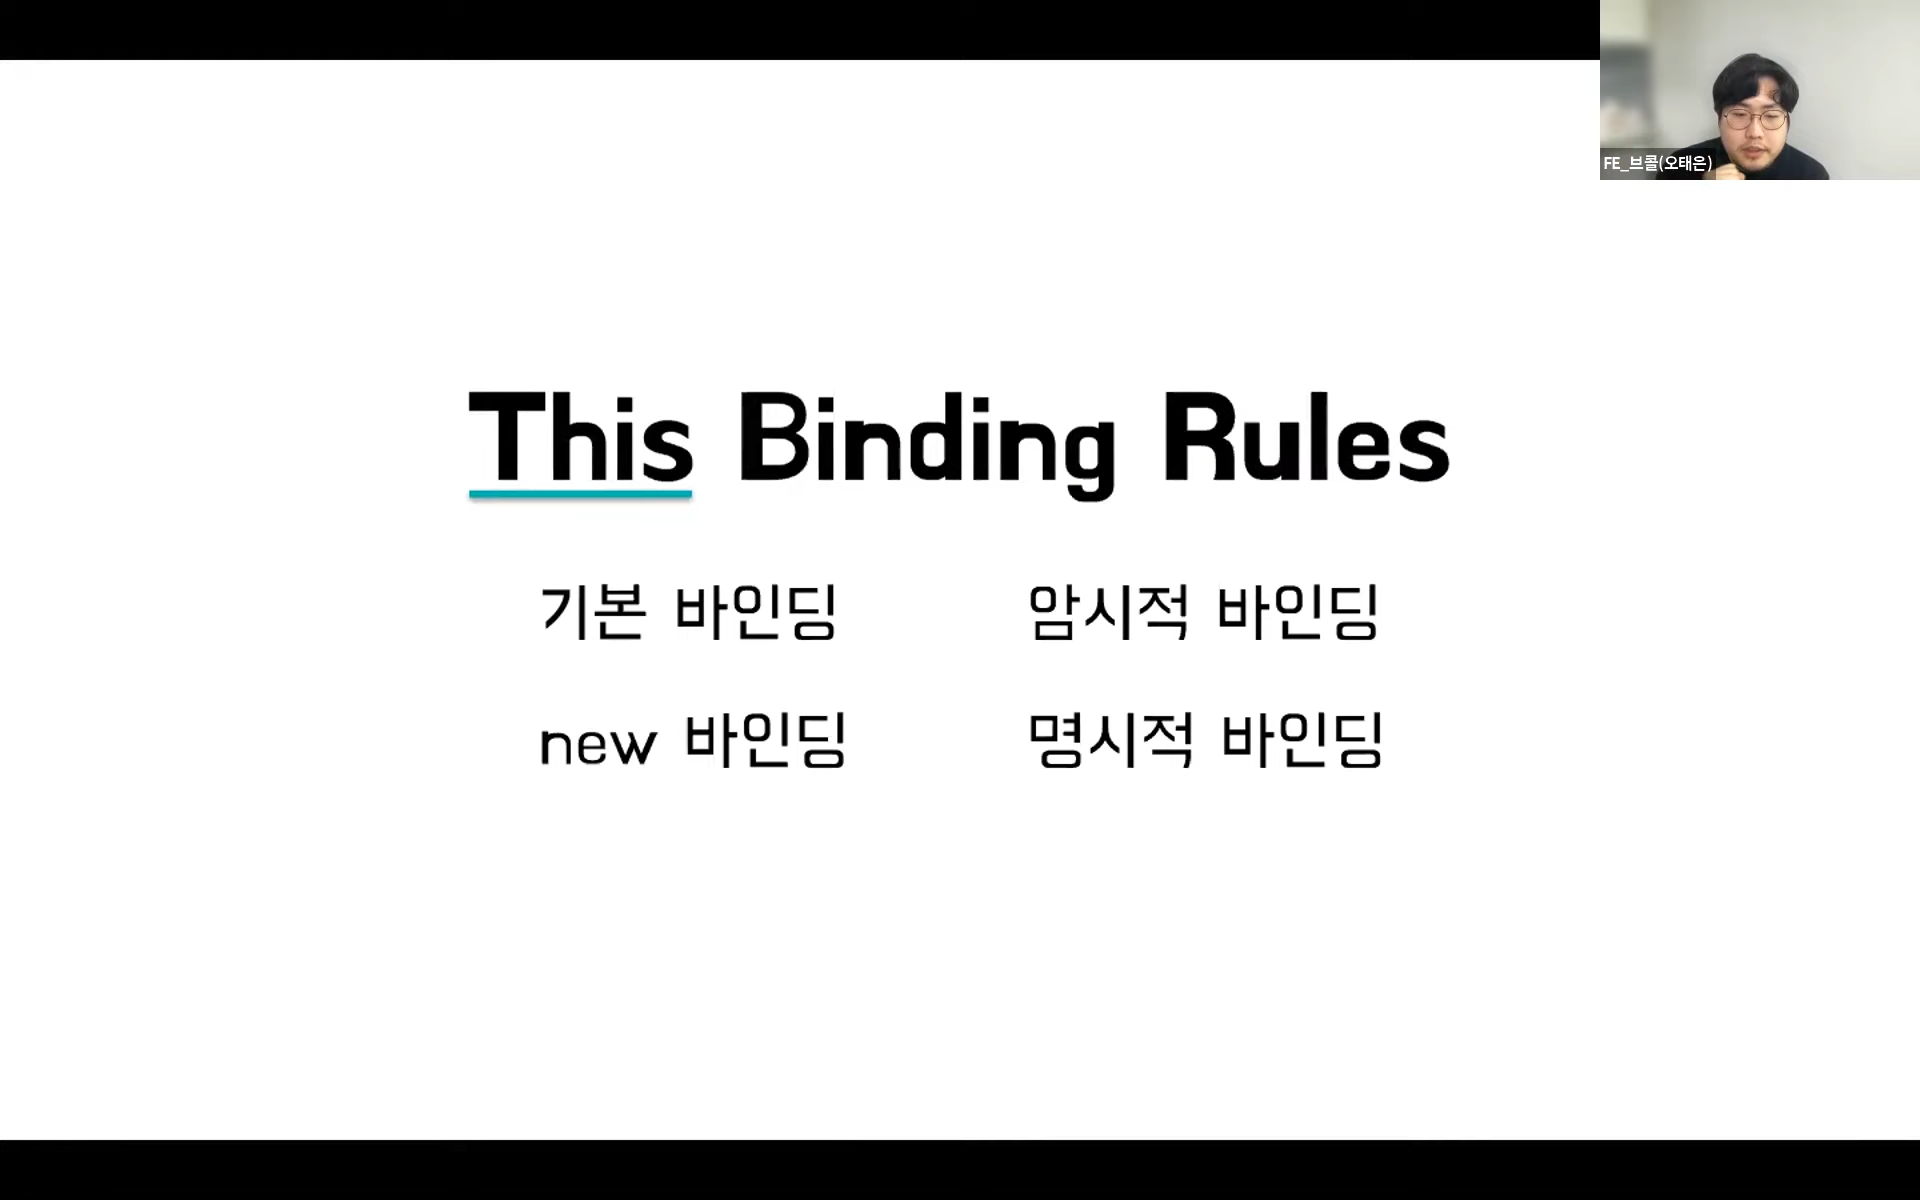 FE_브콜(오태은)
This Binding Rules
기본 바인딩
암시적 바인딩
new 바인딩
명시적 바인딩